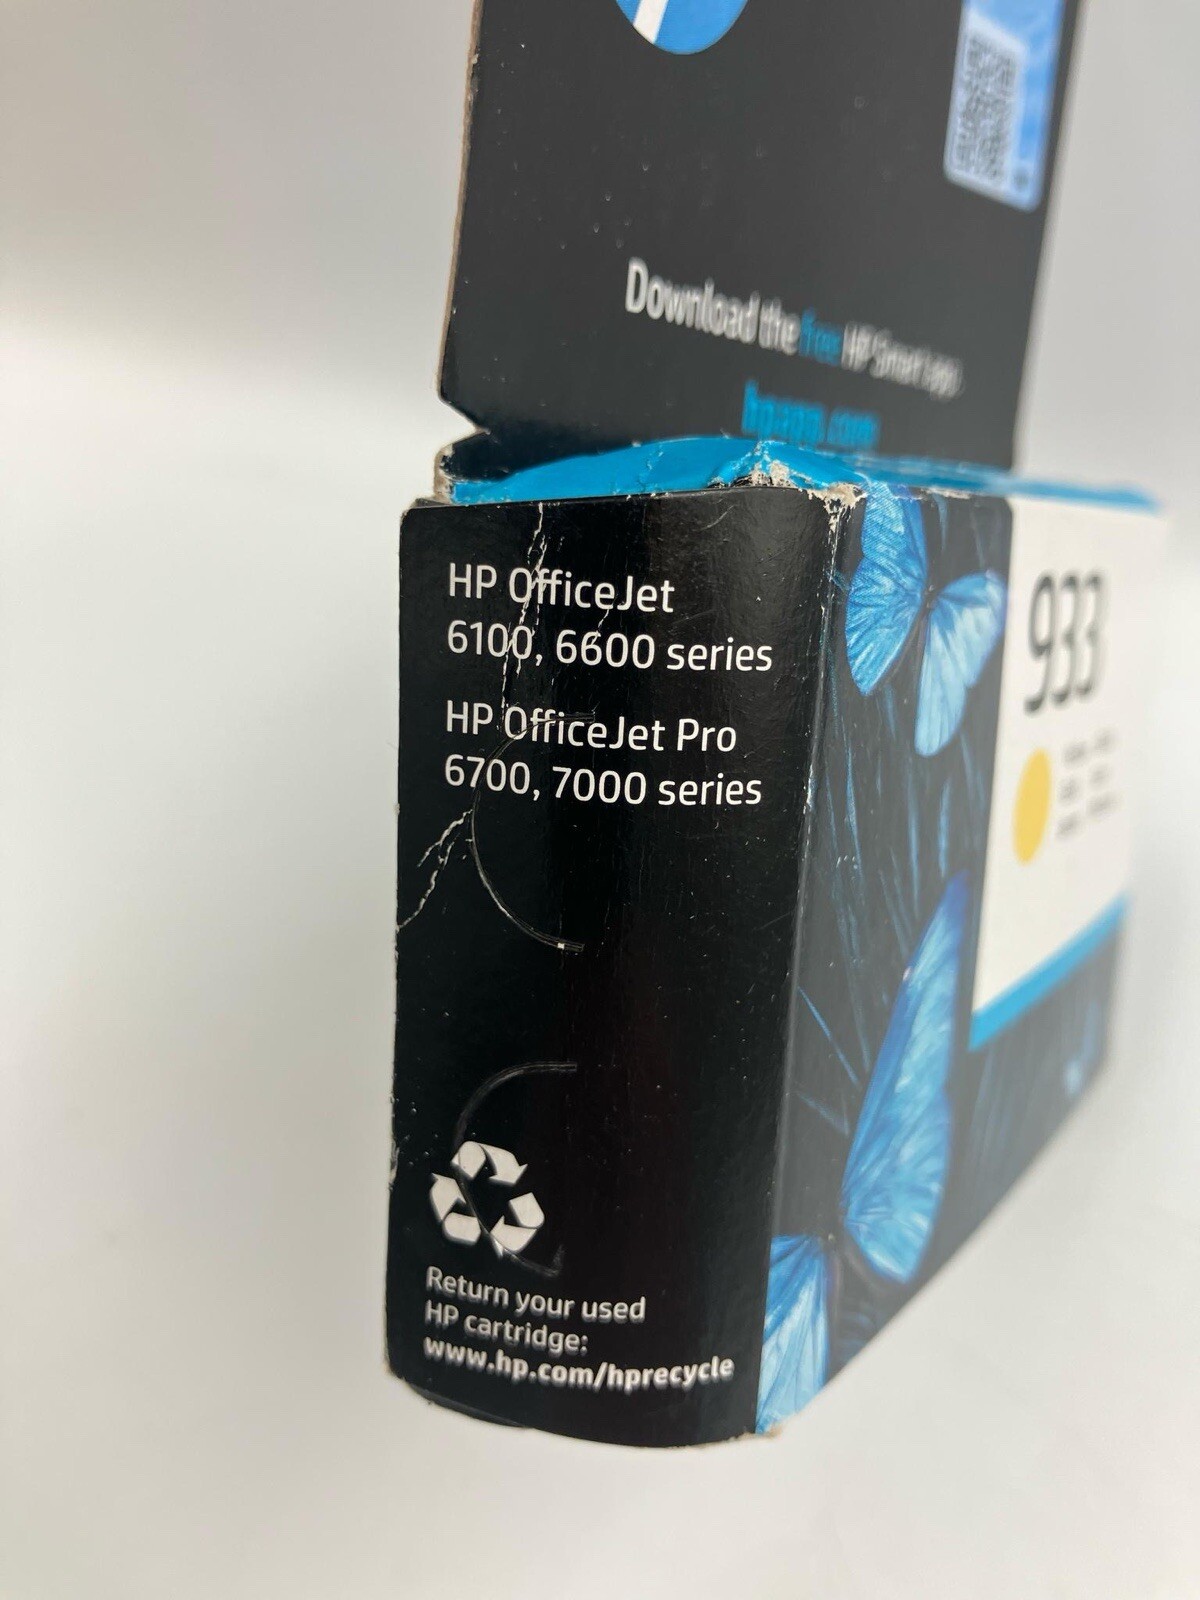 Download the free HP Smart app
hpapp.com
HP OfficeJet
6100, 6600 series
HP OfficeJet Pro
6700, 7000 series
Return your used
HP cartridge:
www.hp.com/hprecycle
933